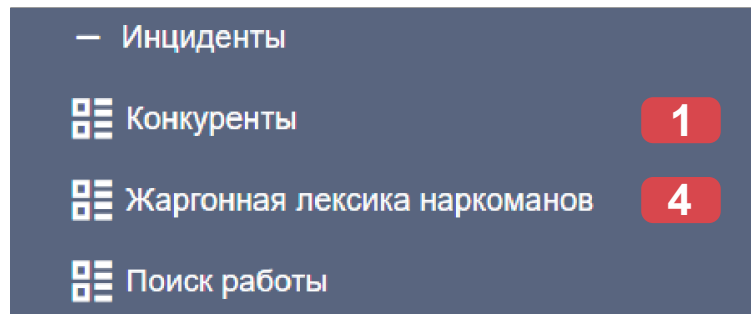 — Инциденты
Конкуренты 1
Жаргонная лексика наркоманов 4
Поиск работы